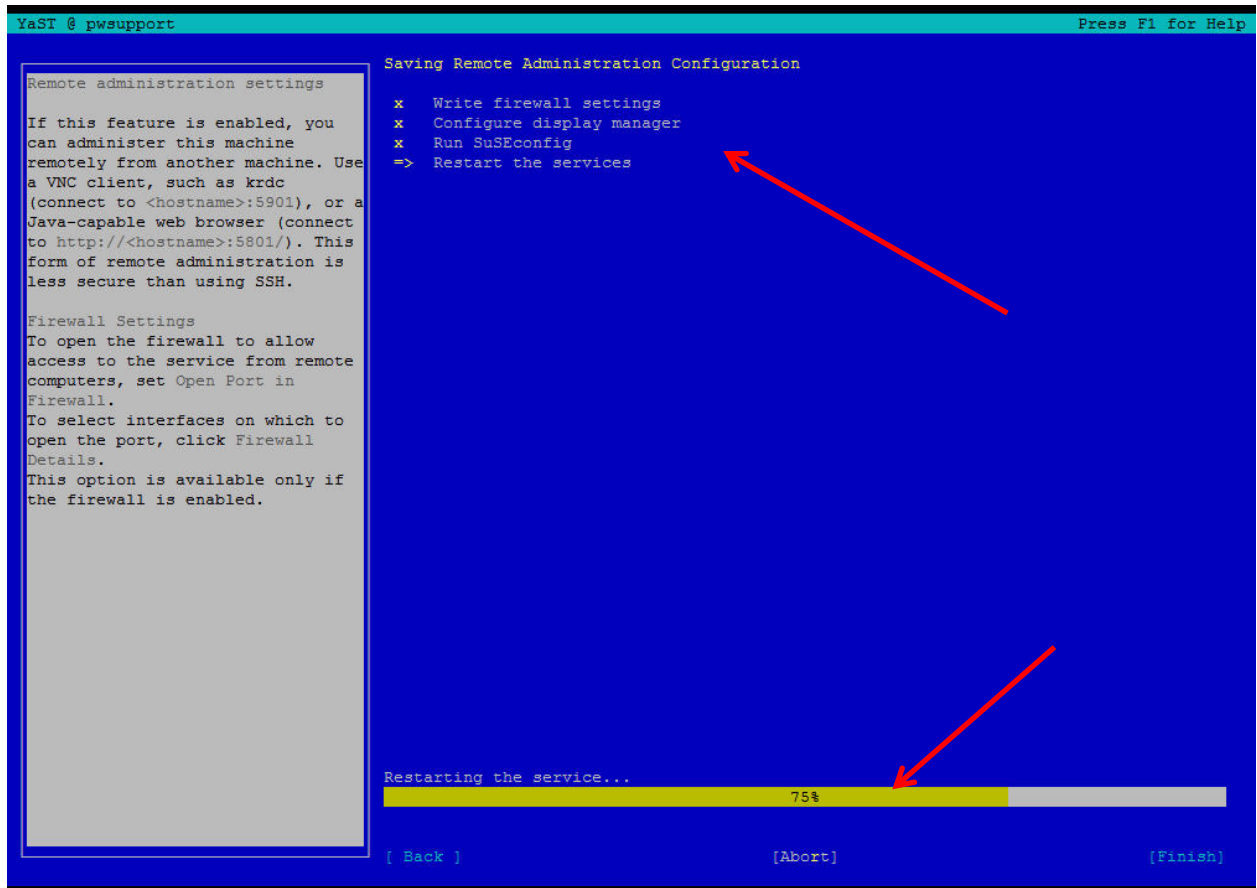 YaST @ pwsupport Press F1 for Help
Remote administration settings
If this feature is enabled, you
can administer this machine
remotely from another machine. Use
a VNC client, such as krdc
(connect to <hostname>:5901), or a
Java-capable web browser (connect
to http://<hostname>:5801/). This
form of remote administration is
less secure than using SSH.
Firewall Settings
To open the firewall to allow
access to the service from remote
computers, set Open Port in
Firewall.
To select interfaces on which to
open the port, click Firewall
Details.
This option is available only if
the firewall is enabled.
Saving Remote Administration Configuration
x Write firewall settings
x Configure display manager
x Run SuSEconfig
=> Restart the services
Restarting the service...
75%
[ Back ] [Abort] [Finish]